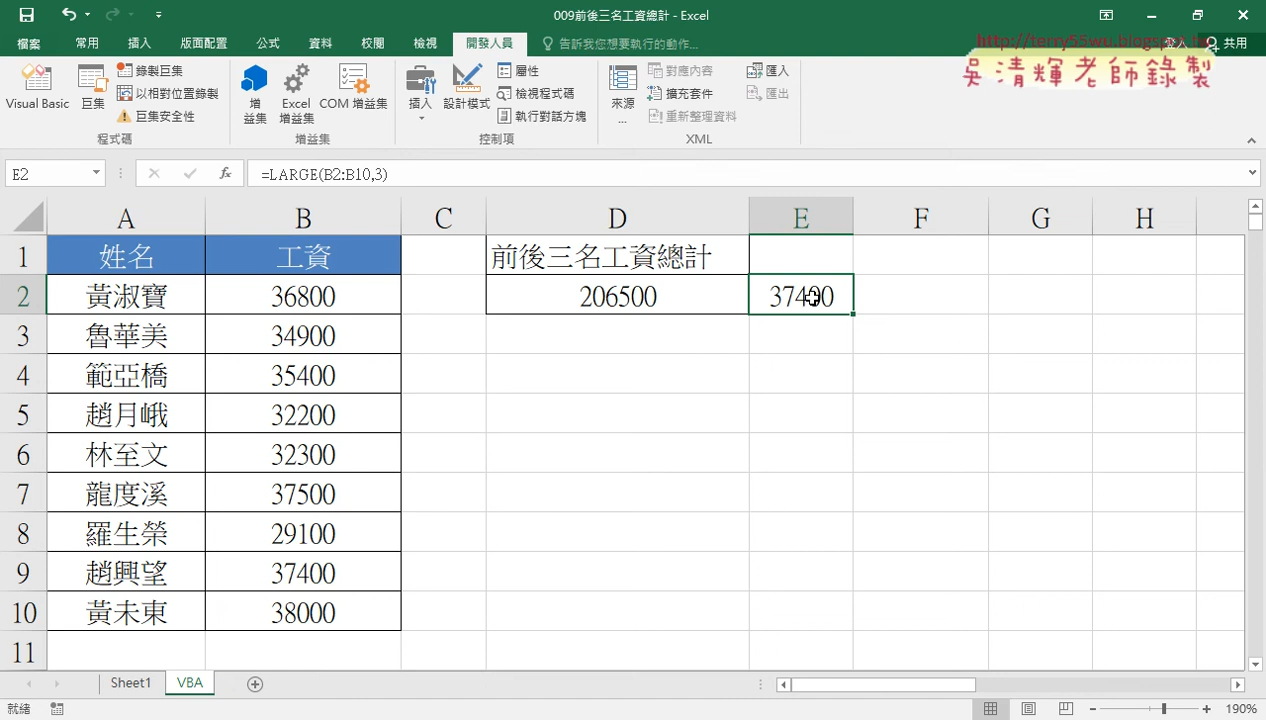 009前後三名工資總計 - Excel
http://terry55wu.blogspot.tw
吳清輝老師錄製
檔案 常用 插入 版面配置 公式 資料 校閱 檢視 開發人員 告訴我您想要執行的動作... 登入 共用
Visual Basic 巨集 錄製巨集 以相對位置錄製 巨集安全性
增益集 Excel 增益集 COM 增益集
插入 設計模式 屬性 檢視程式碼 執行對話方塊
來源... 對應內容 擴充套件 重新整理資料 匯入 匯出
程式碼 增益集 控制項 XML
E2 fx =LARGE(B2:B10,3)
A B C D E F G H
1 姓名 工資 前後三名工資總計
2 黃淑寶 36800 206500 37400
3 魯華美 34900
4 範亞橋 35400
5 趙月峨 32200
6 林至文 32300
7 龍度溪 37500
8 羅生榮 29100
9 趙興望 37400
10 黃未東 38000
11
Sheet1 VBA
就緒 190%